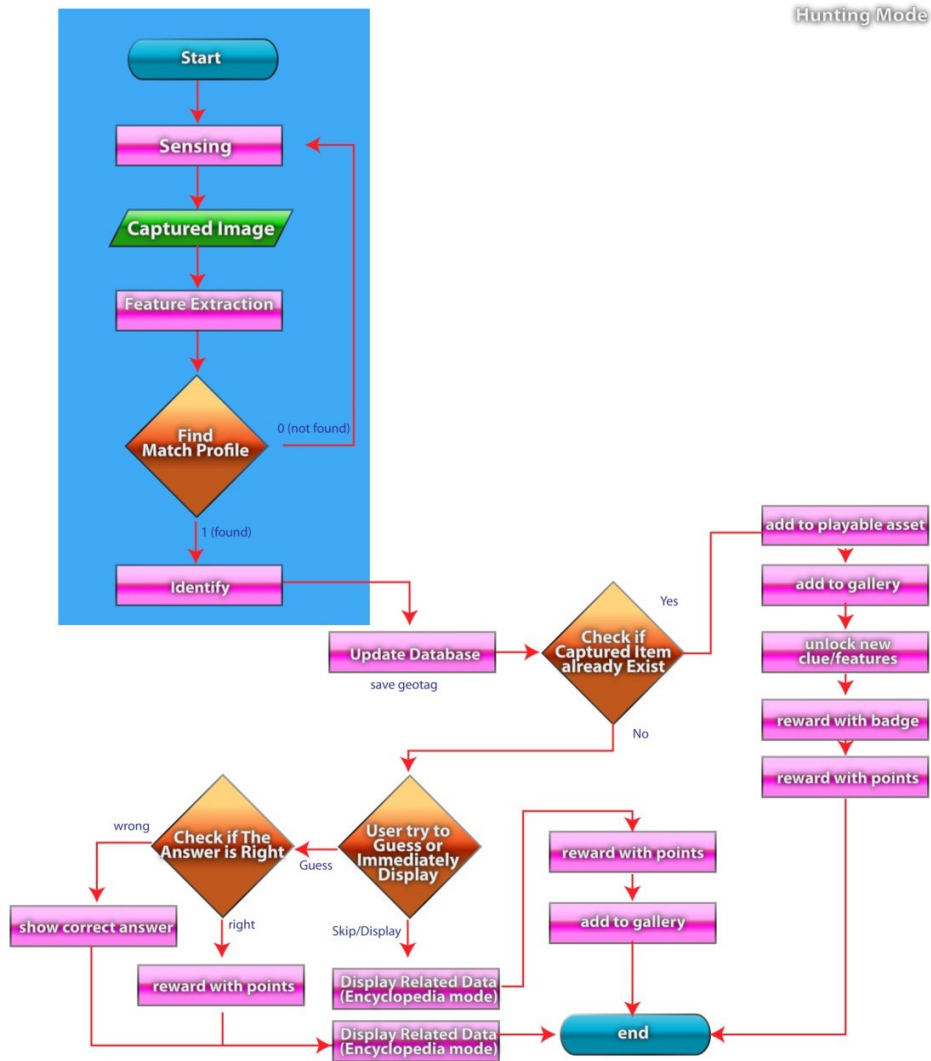 Hunting Mode
Start
Sensing
Captured Image
Feature Extraction
Find
Match Profile
0 (not found)
1 (found)
Identify
Update Database
save geotag
Check if
Captured Item
already Exist
Yes
No
add to playable asset
add to gallery
unlock new
clue/features
reward with badge
reward with points
User try to
Guess or
Immediately
Display
Guess
Skip/Display
Check if The
Answer is Right
wrong
right
show correct answer
reward with points
Display Related Data
(Encyclopedia mode)
reward with points
add to gallery
Display Related Data
(Encyclopedia mode)
end